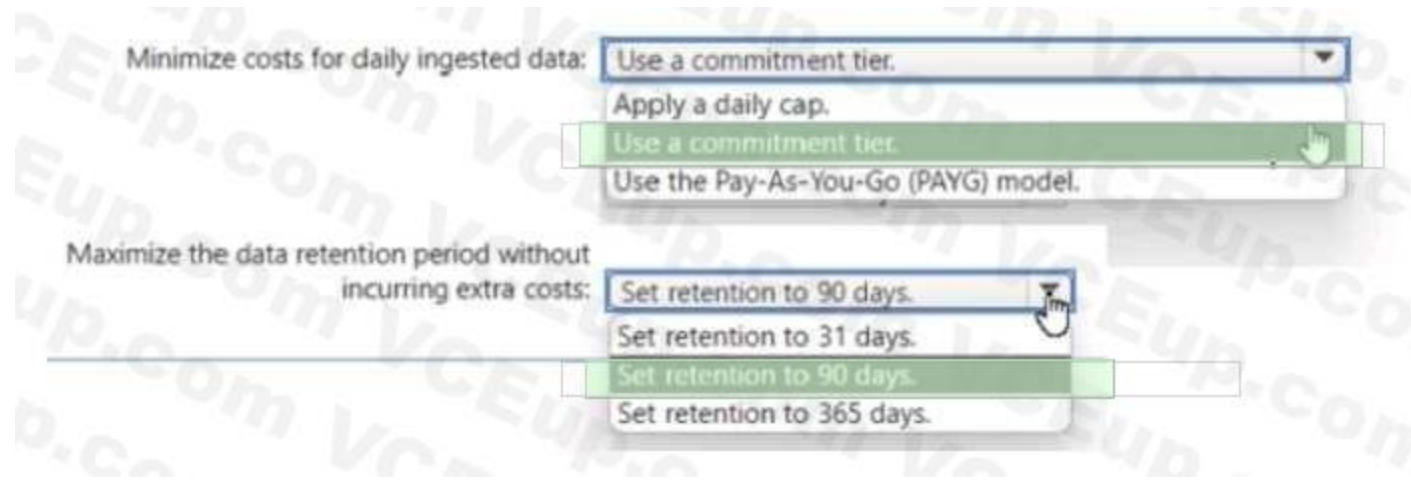 Minimize costs for daily ingested data: Use a commitment tier.
Apply a daily cap.
Use a commitment tier.
Use the Pay-As-You-Go (PAYG) model.
Maximize the data retention period without
incurring extra costs: Set retention to 90 days.
Set retention to 31 days.
Set retention to 90 days.
Set retention to 365 days.
VCEup.com